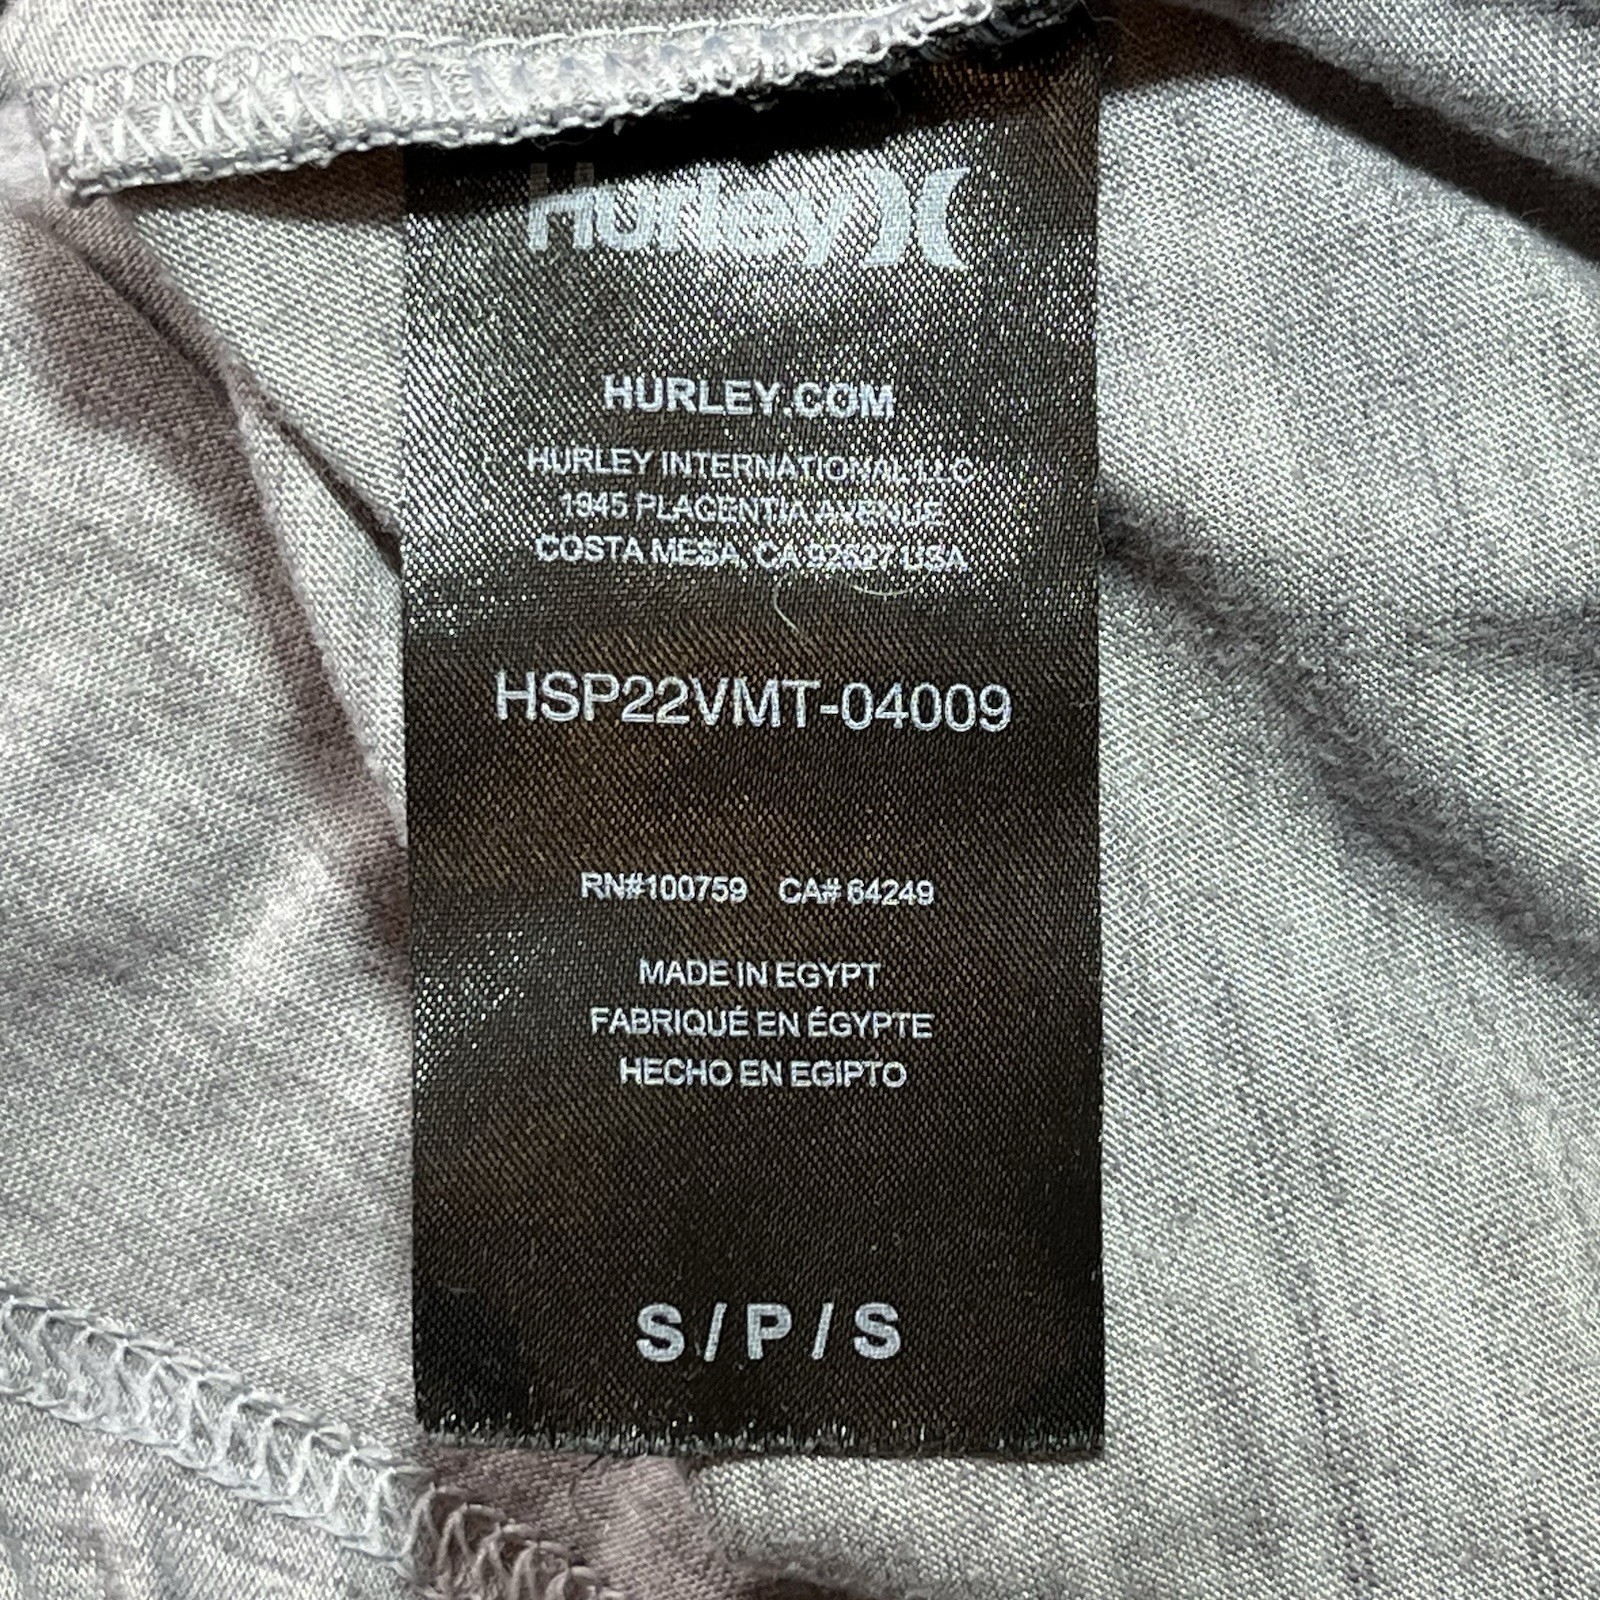 Hurley
HURLEY.COM
HURLEY INTERNATIONAL LLC
1945 PLACENTIA AVENUE
COSTA MESA, CA 92627 USA
HSP22VMT-04009
RN#100759 CA# 64249
MADE IN EGYPT
FABRIQUÉ EN ÉGYPTE
HECHO EN EGIPTO
S / P / S